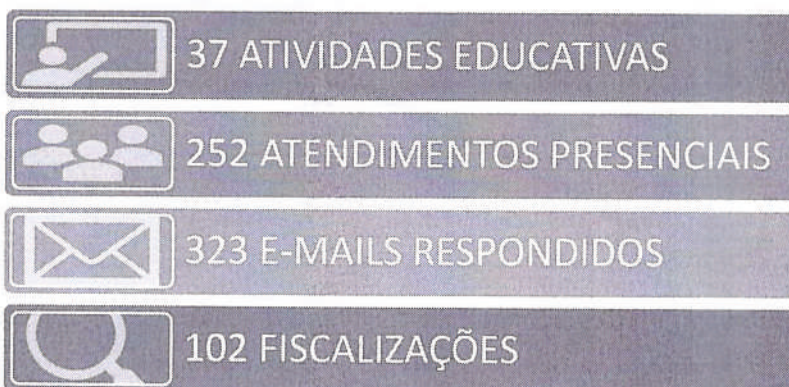 37 ATIVIDADES EDUCATIVAS
252 ATENDIMENTOS PRESENCIAIS
323 E-MAILS RESPONDIDOS
102 FISCALIZAÇÕES